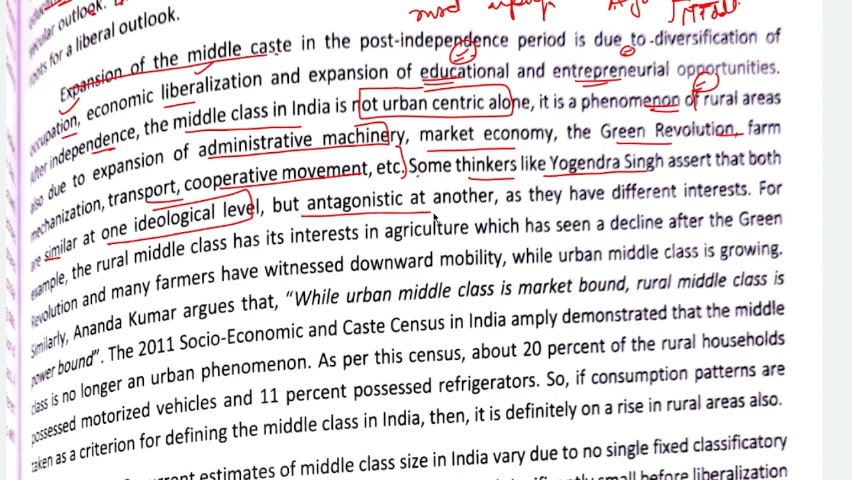 secular outlook.
roots for a liberal outlook.
Expansion of the middle caste in the post-independence period is due to diversification of
occupation, economic liberalization and expansion of educational and entrepreneurial opportunities.
After independence, the middle class in India is not urban centric alone, it is a phenomenon of rural areas
also due to expansion of administrative machinery, market economy, the Green Revolution, farm
mechanization, transport, cooperative movement, etc. Some thinkers like Yogendra Singh assert that both
are similar at one ideological level, but antagonistic at another, as they have different interests. For
example, the rural middle class has its interests in agriculture which has seen a decline after the Green
Revolution and many farmers have witnessed downward mobility, while urban middle class is growing.
Similarly, Ananda Kumar argues that, "While urban middle class is market bound, rural middle class is
power bound". The 2011 Socio-Economic and Caste Census in India amply demonstrated that the middle
class is no longer an urban phenomenon. As per this census, about 20 percent of the rural households
possessed motorized vehicles and 11 percent possessed refrigerators. So, if consumption patterns are
taken as a criterion for defining the middle class in India, then, it is definitely on a rise in rural areas also.
estimates of middle class size in India vary due to no single fixed classificatory
small before liberalization